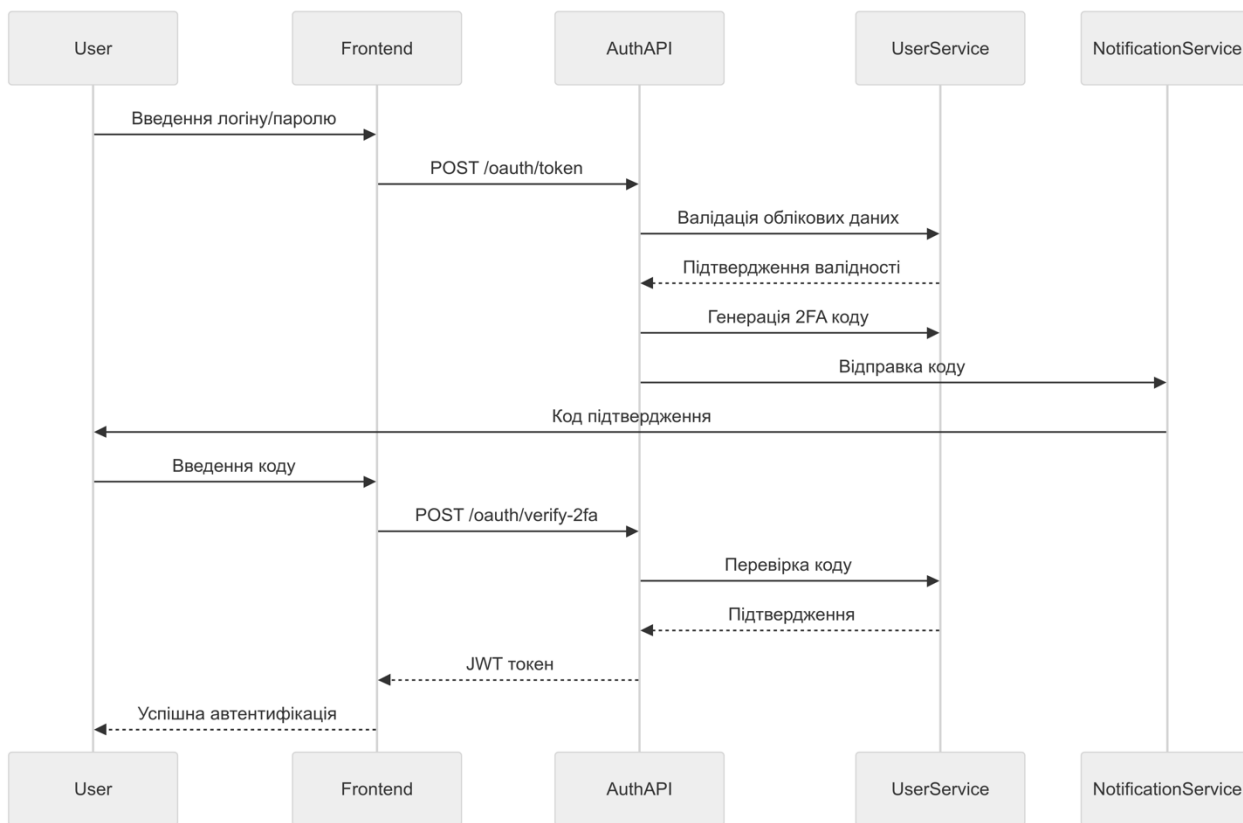 User
Frontend
AuthAPI
UserService
NotificationService
Введення логіну/паролю
POST /oauth/token
Валідація облікових даних
Підтвердження валідності
Генерація 2FA коду
Відправка коду
Код підтвердження
Введення коду
POST /oauth/verify-2fa
Перевірка коду
Підтвердження
JWT токен
Успішна автентифікація
User
Frontend
AuthAPI
UserService
NotificationService